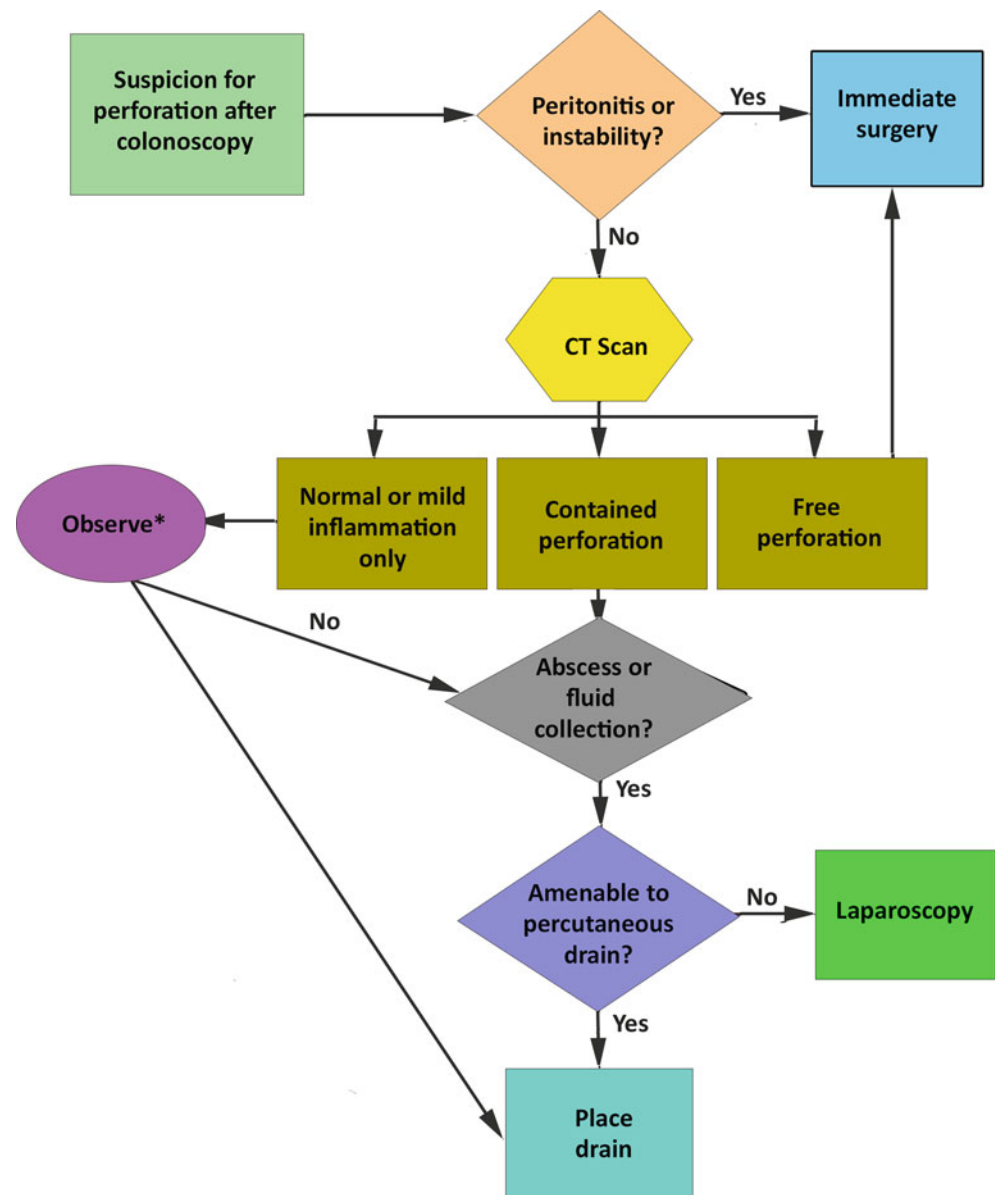 Suspicion for
perforation after
colonoscopy
Peritonitis or
instability?
Yes
Immediate
surgery
No
CT Scan
Observe*
Normal or mild
inflammation
only
Contained
perforation
Free
perforation
No
Abscess or
fluid
collection?
Yes
Amenable to
percutaneous
drain?
No
Laparoscopy
Yes
Place
drain